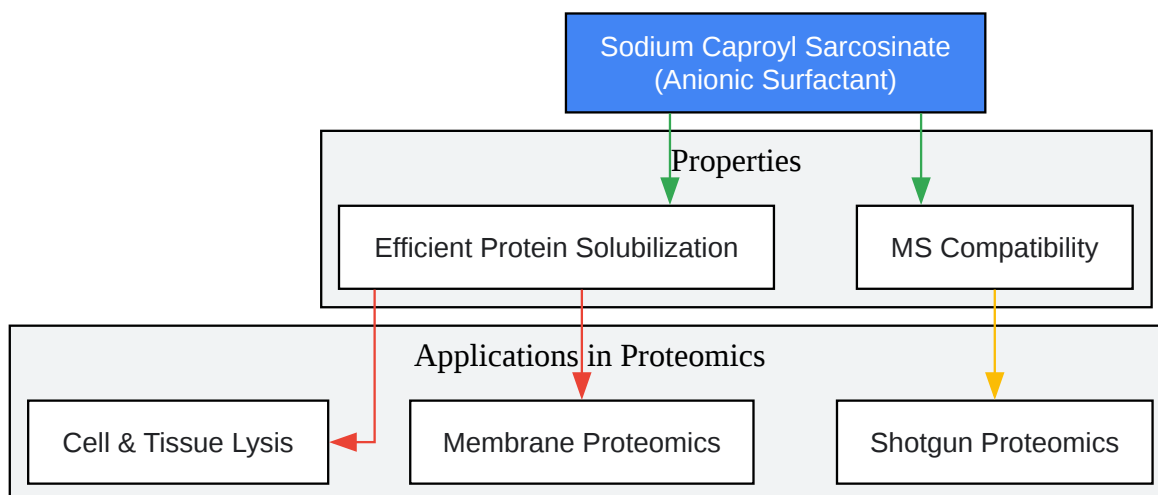 Sodium Caproyl Sarcosinate
(Anionic Surfactant)
Properties
Efficient Protein Solubilization
MS Compatibility
Applications in Proteomics
Cell & Tissue Lysis
Membrane Proteomics
Shotgun Proteomics